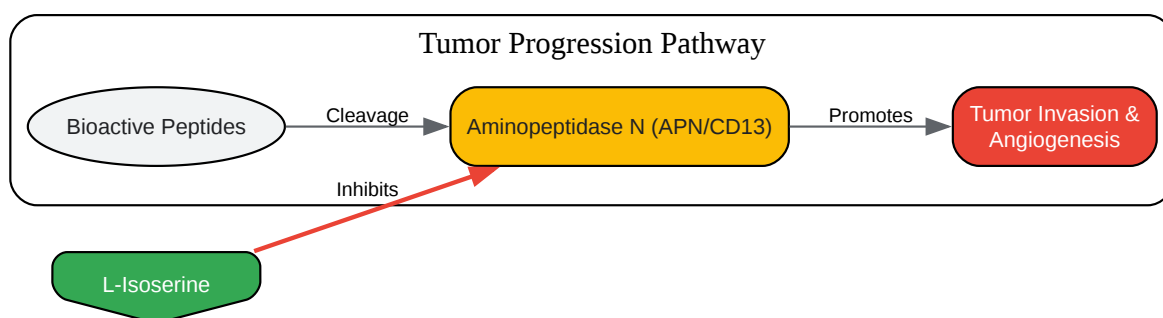 Tumor Progression Pathway
Bioactive Peptides
Cleavage
Aminopeptidase N (APN/CD13)
Promotes
Tumor Invasion &
Angiogenesis
Inhibits
L-Isoserine